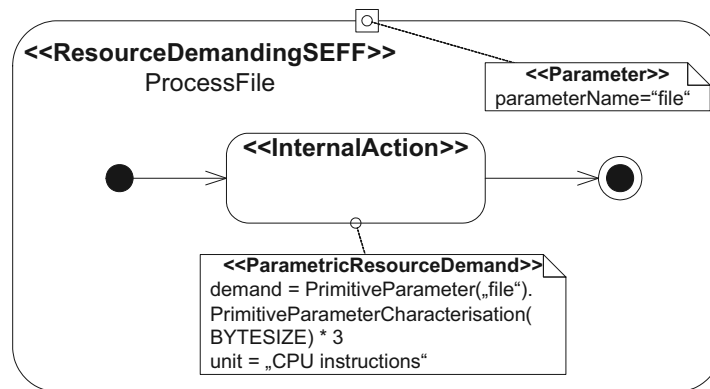 <<ResourceDemandingSEFF>>
ProcessFile
<<Parameter>>
parameterName=“file“
<<InternalAction>>
<<ParametricResourceDemand>>
demand = PrimitiveParameter(„file“).
PrimitiveParameterCharacterisation(
BYTESIZE) * 3
unit = „CPU instructions“